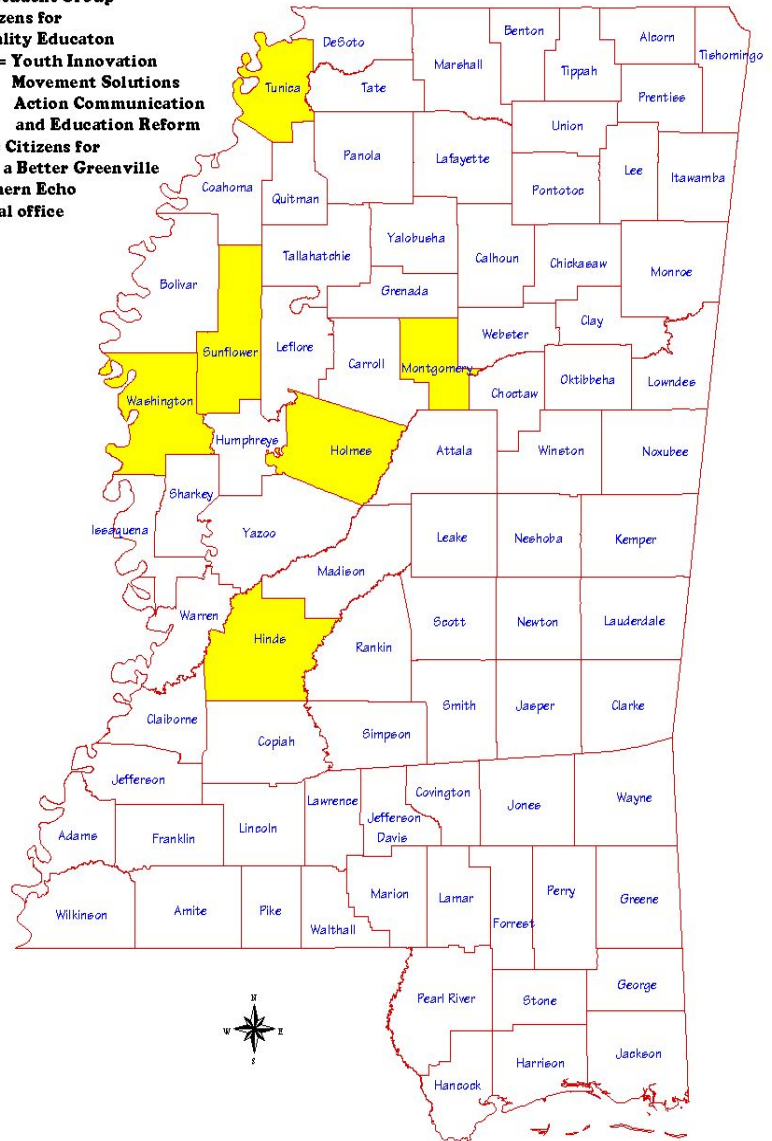 Student Group
zens for
ality Educaton
= Youth Innovation
Movement Solutions
Action Communication
and Education Reform
Citizens for
a Better Greenville
hern Echo
al office
DeSoto
Benton
Alcorn
Tishomingo
Marshall
Tippah
Tunica
Tate
Prentiss
Union
Panola
Lafayette
Lee
Itawamba
Coahoma
Quitman
Pontotoc
Yalobusha
Tallahatchie
Calhoun
Chickasaw
Monroe
Bolivar
Grenada
Clay
Webster
Sunflower
Leflore
Carroll
Montgomery
Oktibbeha
Lowndes
Choctaw
Washington
Humphreys
Holmes
Attala
Winston
Noxubee
Sharkey
Issaquena
Yazoo
Leake
Neshoba
Kemper
Madison
Warren
Scott
Newton
Lauderdale
Hinds
Rankin
Smith
Jasper
Clarke
Claiborne
Copiah
Simpson
Jefferson
Covington
Lawrence
Jones
Wayne
Jefferson
Davis
Lincoln
Adams
Franklin
Marion
Lamar
Perry
Greene
Wilkinson
Amite
Pike
Walthall
Forrest
George
Pearl River
Stone
N
W E
S
Jackson
Harrison
Hancock